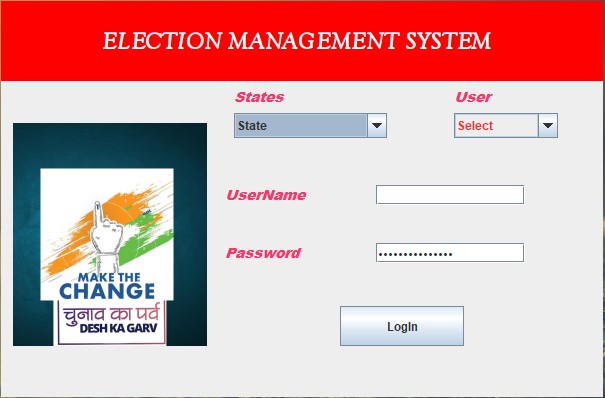 ELECTION MANAGEMENT SYSTEM
States
User
State
Select
UserName
Password
•••••••••••••••
MAKE THE
CHANGE
चुनाव का पर्व
DESH KA GARV
LogIn